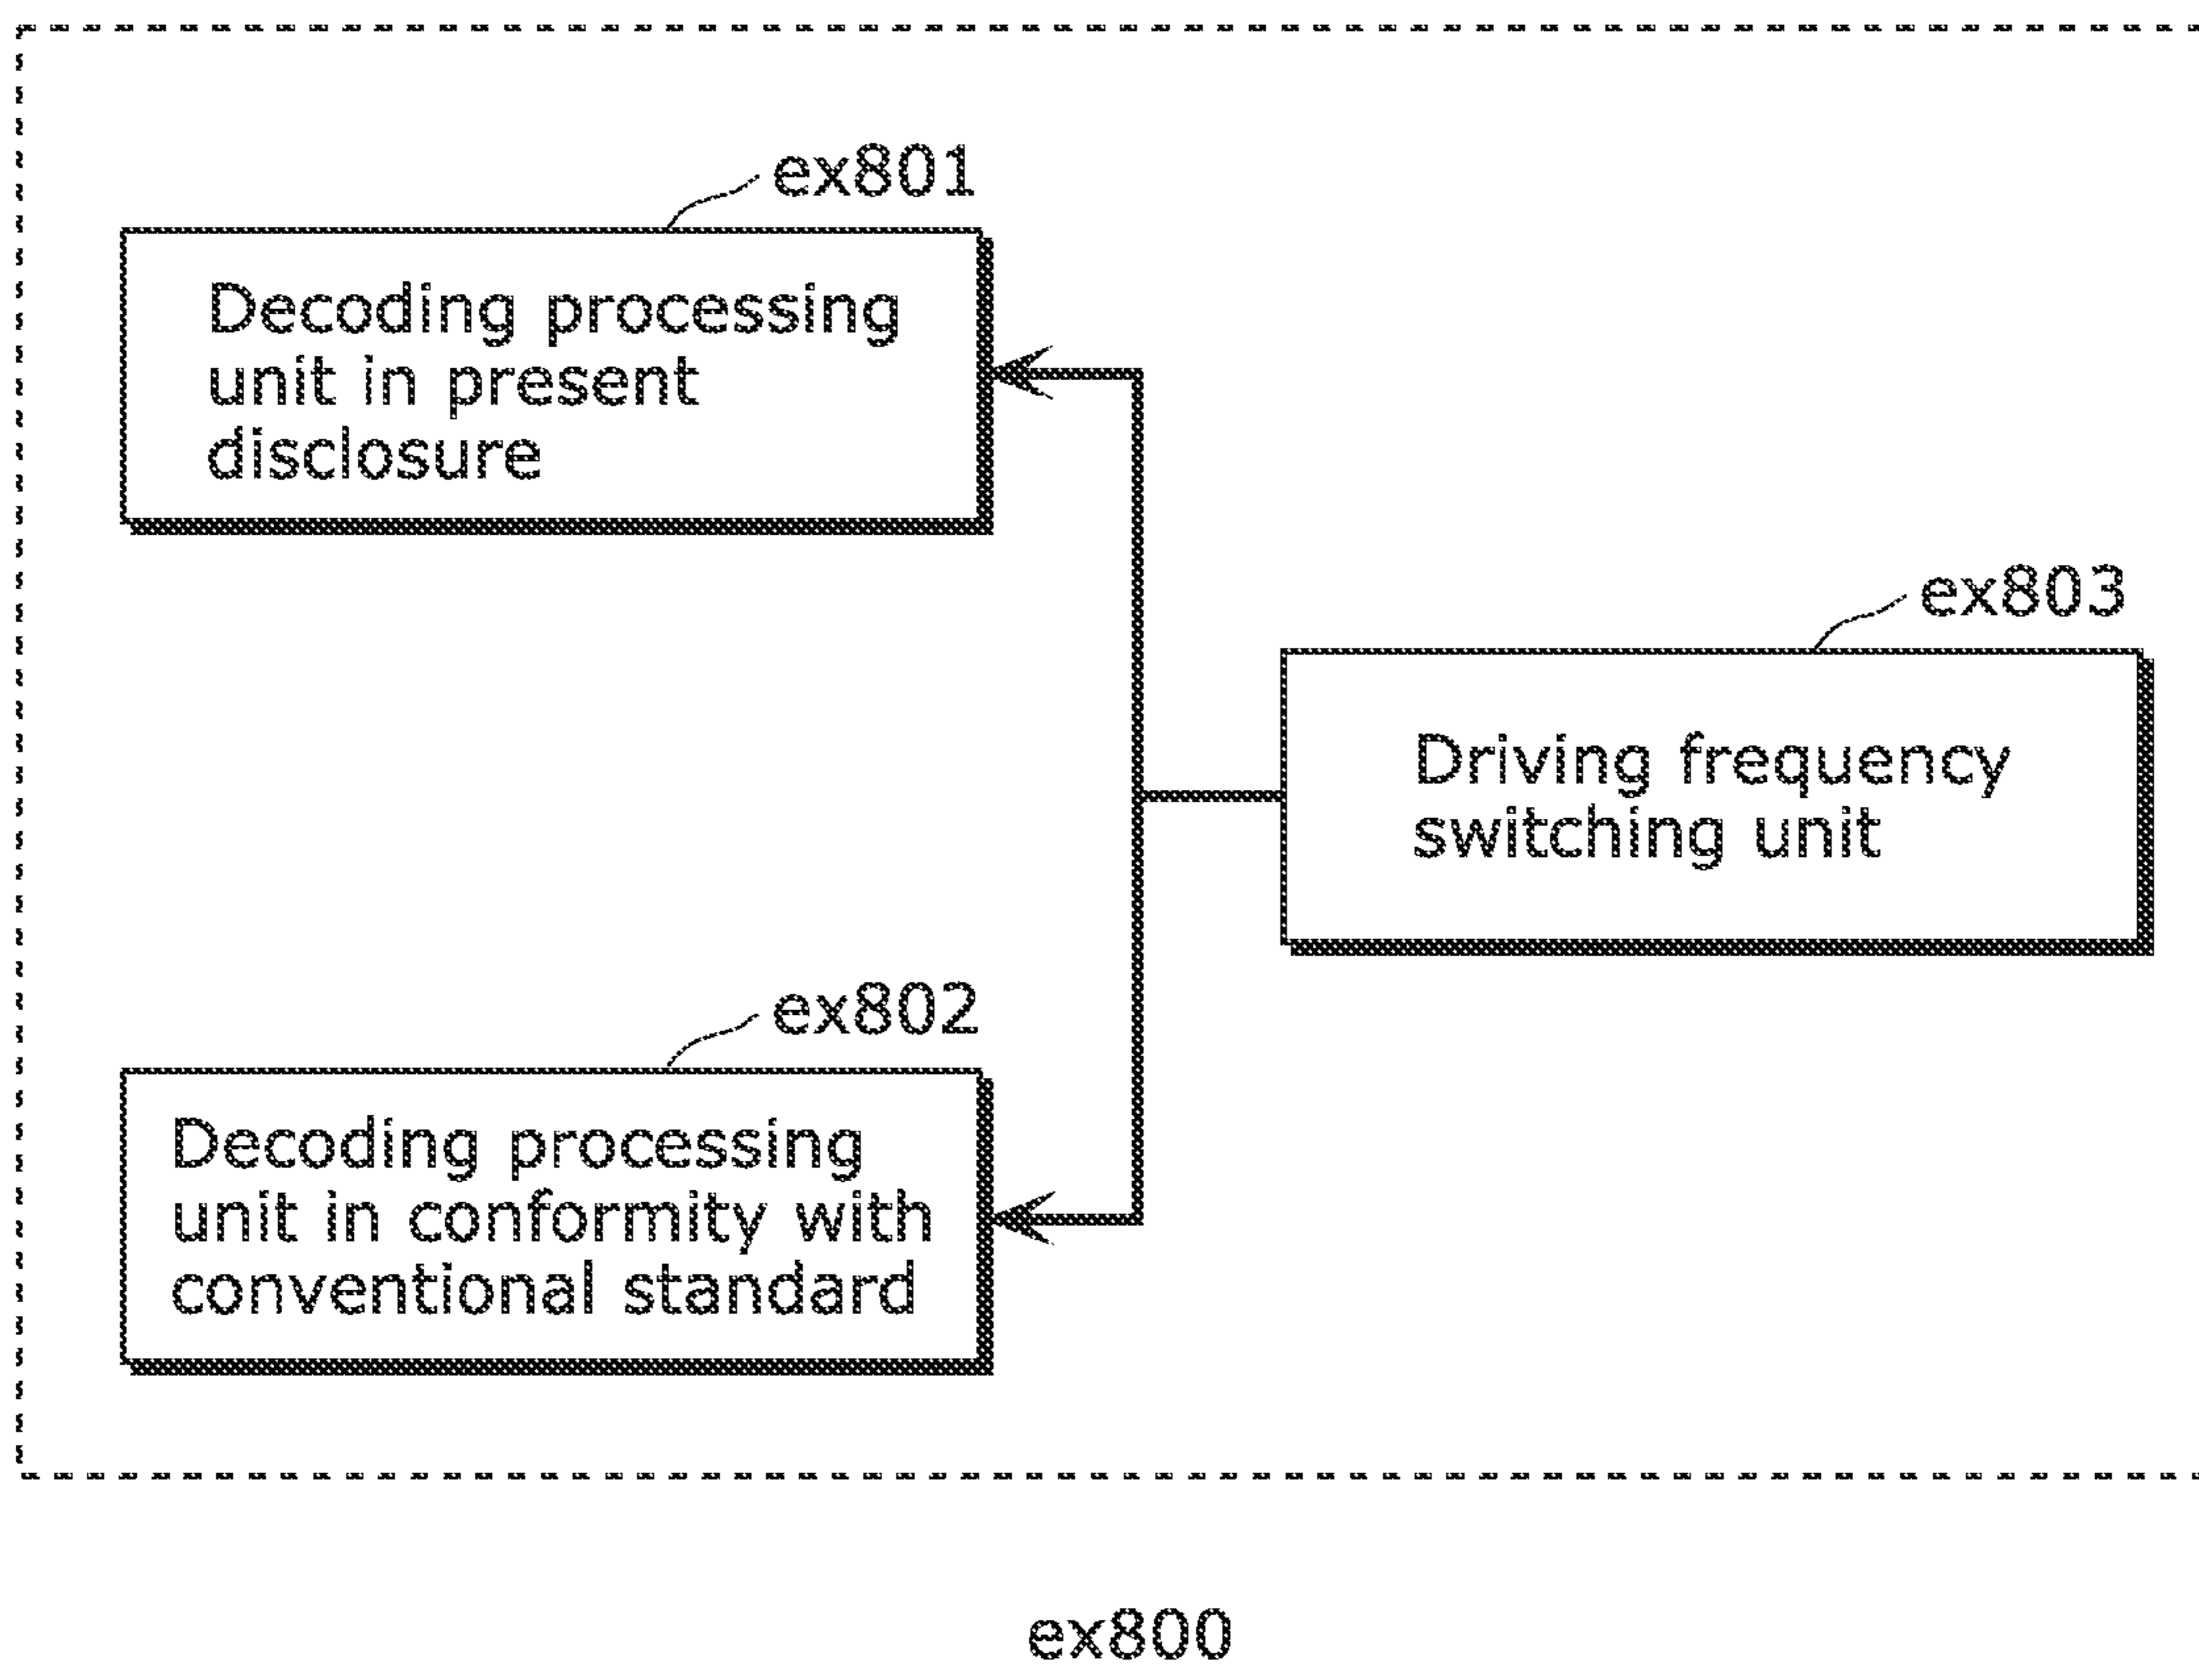 ex801
Decoding processing
unit in present
disclosure
ex803
Driving frequency
switching unit
ex802
Decoding processing
unit in conformity with
conventional standard
ex800